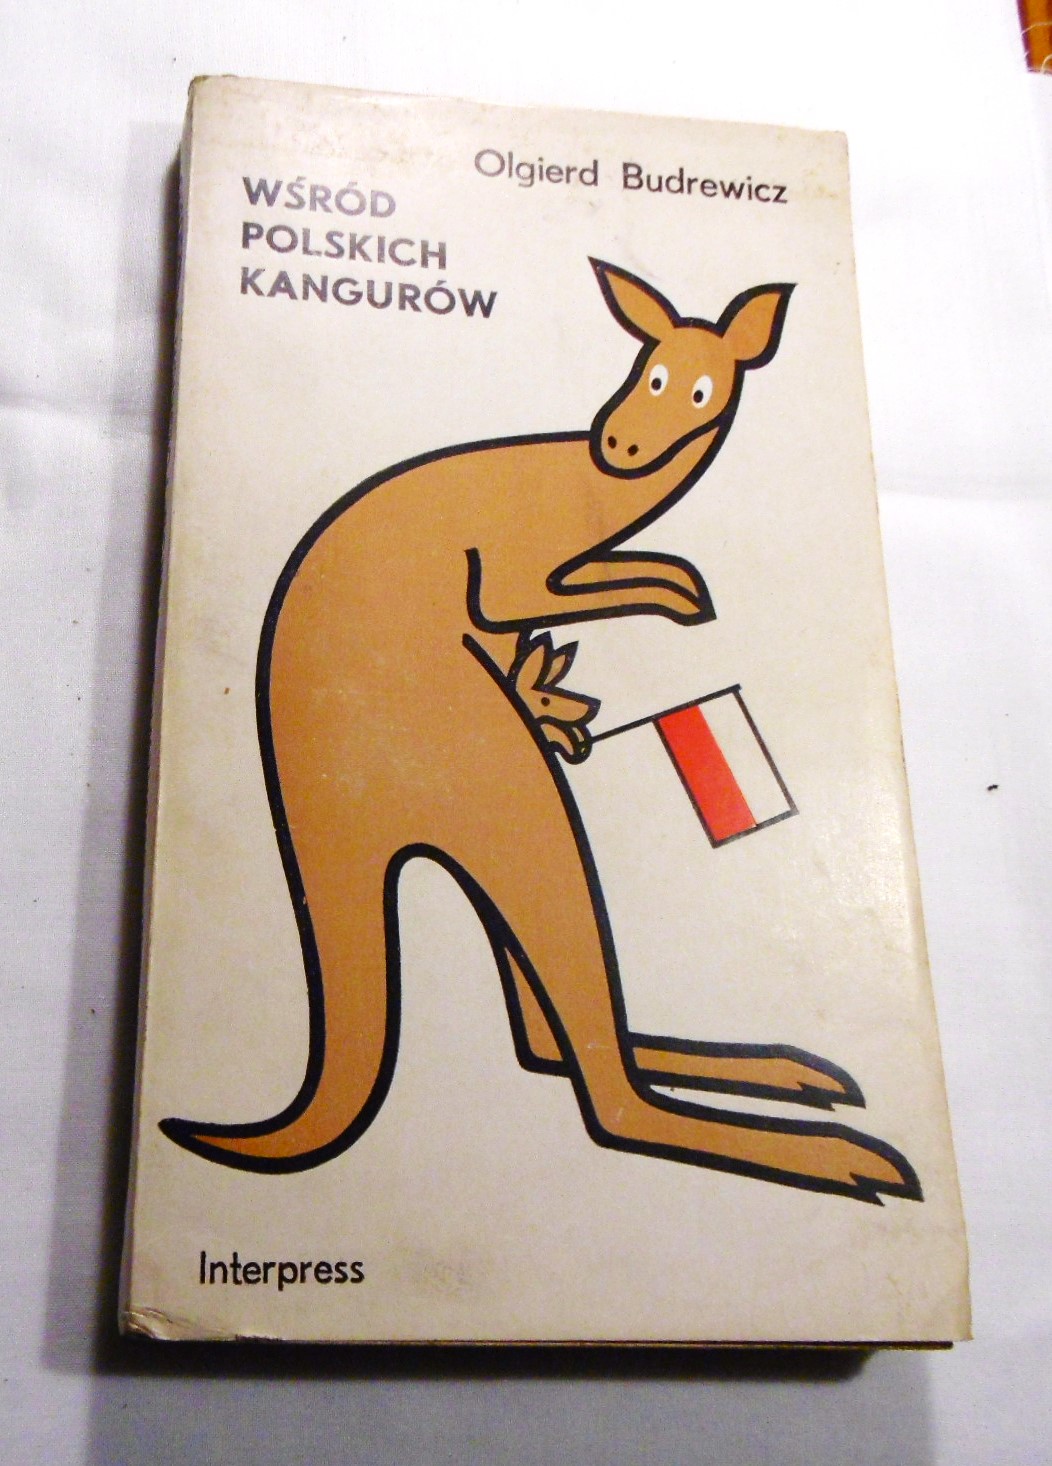 Olgierd Budrewicz
WŚRÓD
POLSKICH
KANGURÓW
Interpress